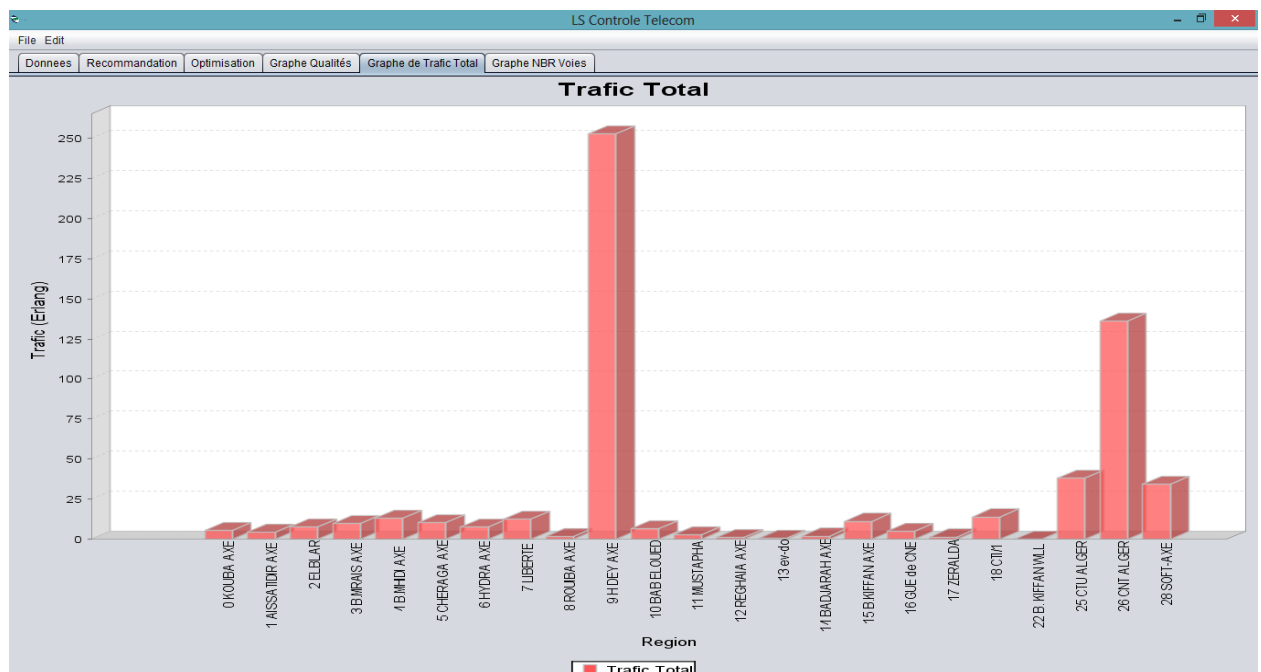 LS Controle Telecom
File Edit
Donnees Recommandation Optimisation Graphe Qualités Graphe de Trafic Total Graphe NBR Voies
Trafic Total
250
225
200
175
150
125
100
75
50
25
0
Trafic (Erlang)
0 KOUBA AXE
1 AISSATIDIR AXE
2 ELBLAR
3 B.MRAIS AXE
4 B.MHIDI AXE
5 CHERAGA AXE
6 HYDRA AXE
7 LIBERTE
8 ROUIBA AXE
9 H DEY AXE
10 BAB ELOUED
11 MUSTAPHA
12 REGHAIA AXE
13 ev-do
14 BADJARAH AXE
15 B.KIFFAN AXE
16 GUE de CNE
17 ZERALDA
18 CTI/1
22 B. KIFFAN WLL
25 CTU ALGER
26 CNT ALGER
28 SOFT-AXE
Region
Trafic Total